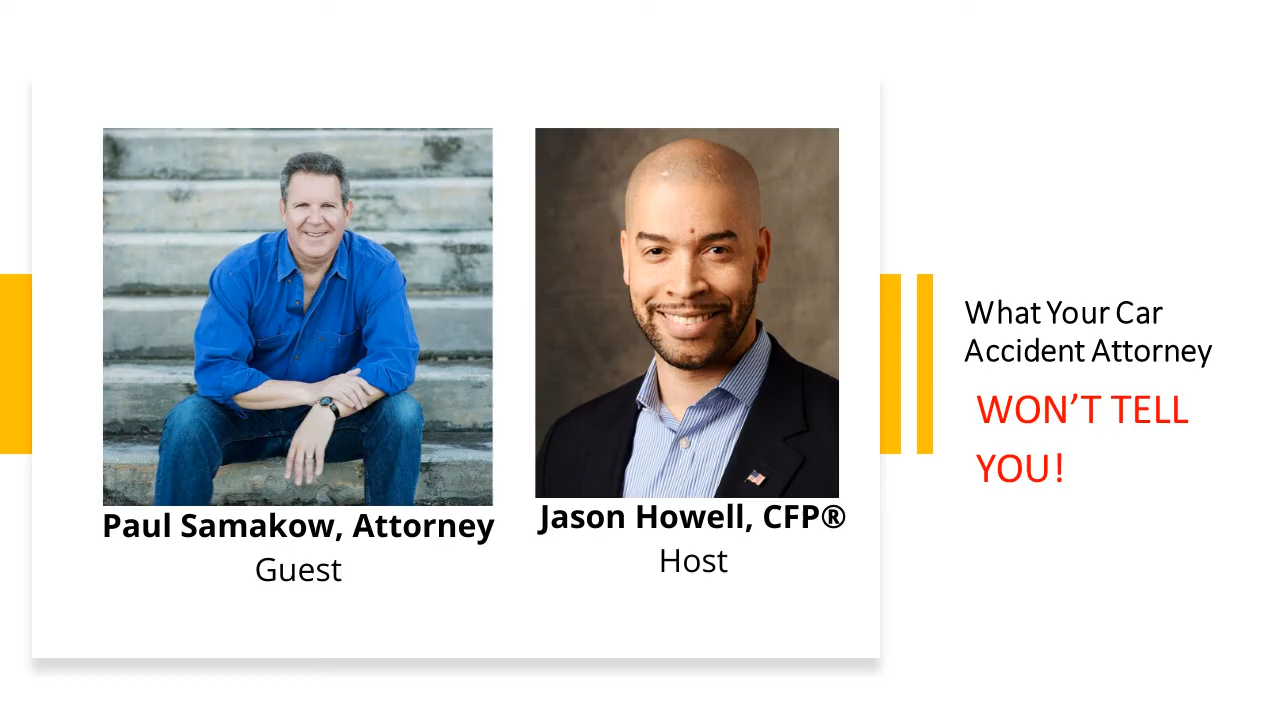 Paul Samakow, Attorney
Guest
Jason Howell, CFP®
Host
What Your Car
Accident Attorney
WON’T TELL
YOU!